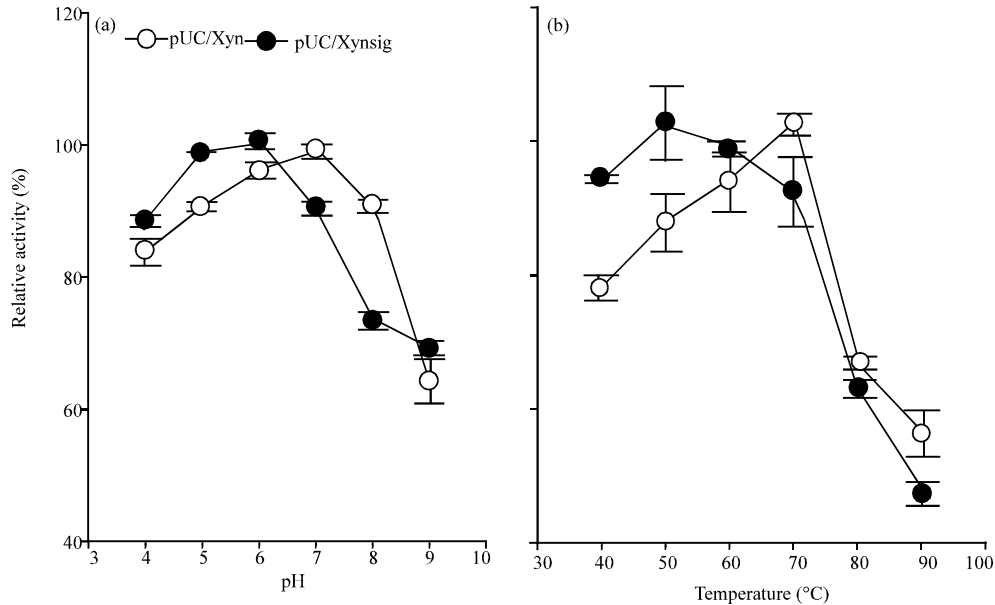 (a)
pUC/Xyn
pUC/Xynsig
Relative activity (%)
120
100
80
60
40
3 4 5 6 7 8 9 10
pH
(b)
30 40 50 60 70 80 90 100
Temperature (°C)